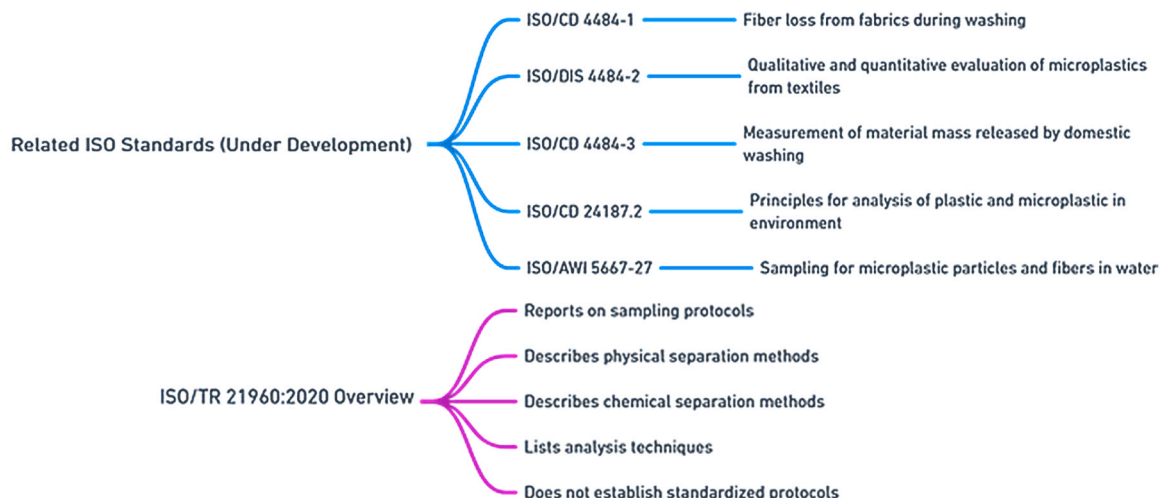 Related ISO Standards (Under Development)
ISO/CD 4484-1
Fiber loss from fabrics during washing
ISO/DIS 4484-2
Qualitative and quantitative evaluation of microplastics
from textiles
ISO/CD 4484-3
Measurement of material mass released by domestic
washing
ISO/CD 24187.2
Principles for analysis of plastic and microplastic in
environment
ISO/AWI 5667-27
Sampling for microplastic particles and fibers in water
ISO/TR 21960:2020 Overview
Reports on sampling protocols
Describes physical separation methods
Describes chemical separation methods
Lists analysis techniques
Does not establish standardized protocols